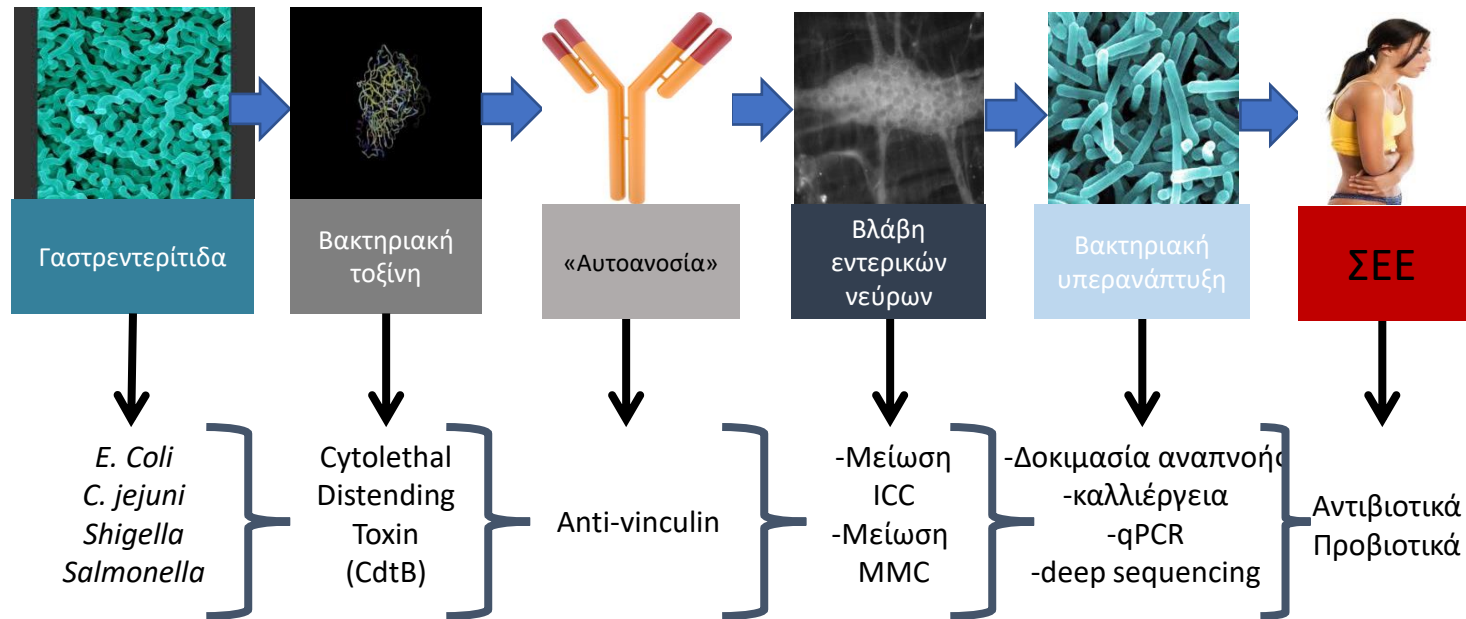 Γαστρεντερίτιδα
Βακτηριακή
τοξίνη
«Αυτοανοσία»
Βλάβη
εντερικών
νεύρων
Βακτηριακή
υπερανάπτυξη
ΣΕΕ
E. Coli
C. jejuni
Shigella
Salmonella
Cytolethal
Distending
Toxin
(CdtB)
Anti-vinculin
-Μείωση
ICC
-Μείωση
MMC
-Δοκιμασία αναπνοής
-καλλιέργεια
-qPCR
-deep sequencing
Αντιβιοτικά
Προβιοτικά